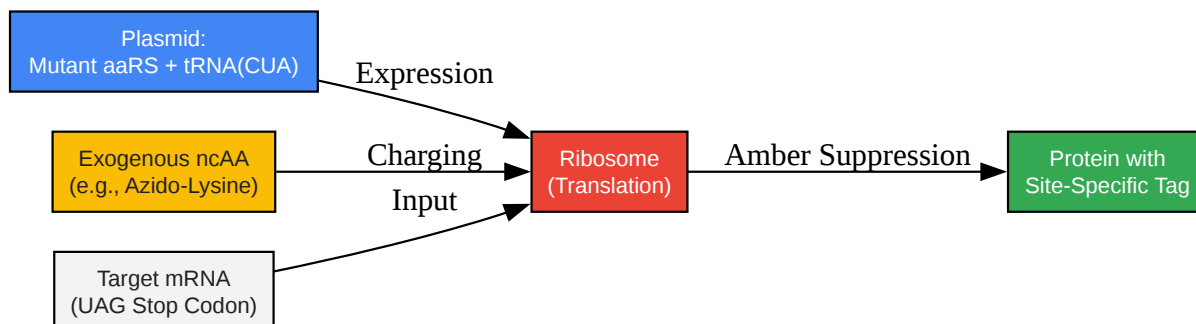 Plasmid:
Mutant aaRS + tRNA(CUA)
Expression
Exogenous ncAA
(e.g., Azido-Lysine)
Charging
Ribosome
(Translation)
Amber Suppression
Protein with
Site-Specific Tag
Input
Target mRNA
(UAG Stop Codon)